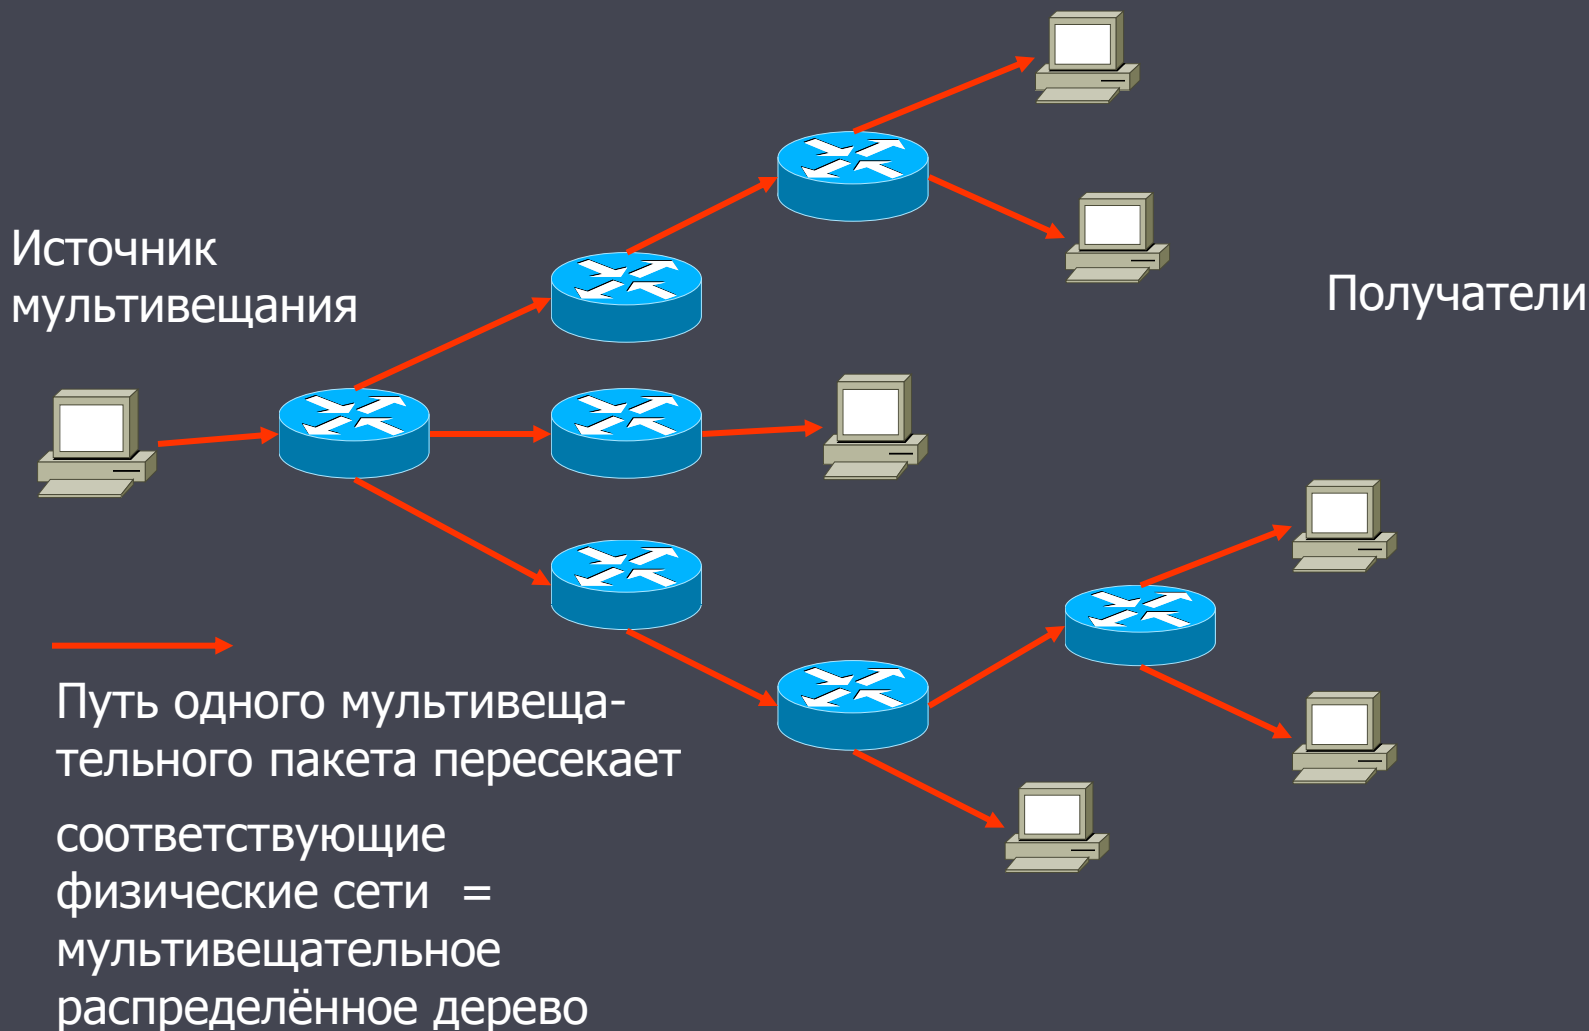 Источник
мультивещания
Получатели
Путь одного мультивеща-
тельного пакета пересекает
соответствующие
физические сети =
мультивещательное
распределённое дерево